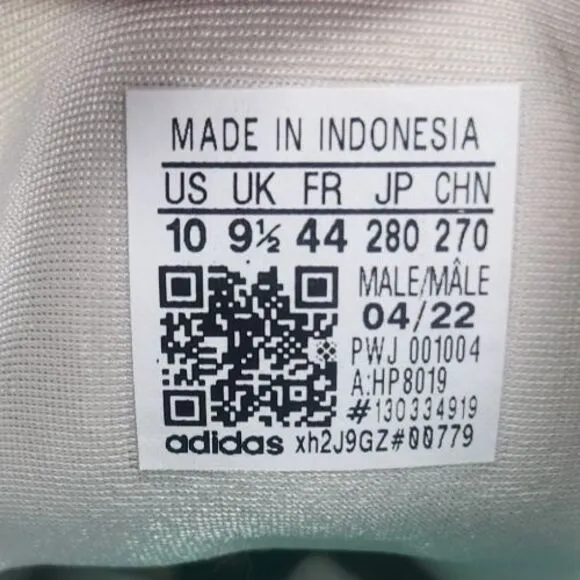 MADE IN INDONESIA
US UK FR JP CHN
10 9½ 44 280 270
MALE/MÂLE
04/22
PWJ 001004
A:HP8019
#130334919
adidas xh2J9GZ#00779